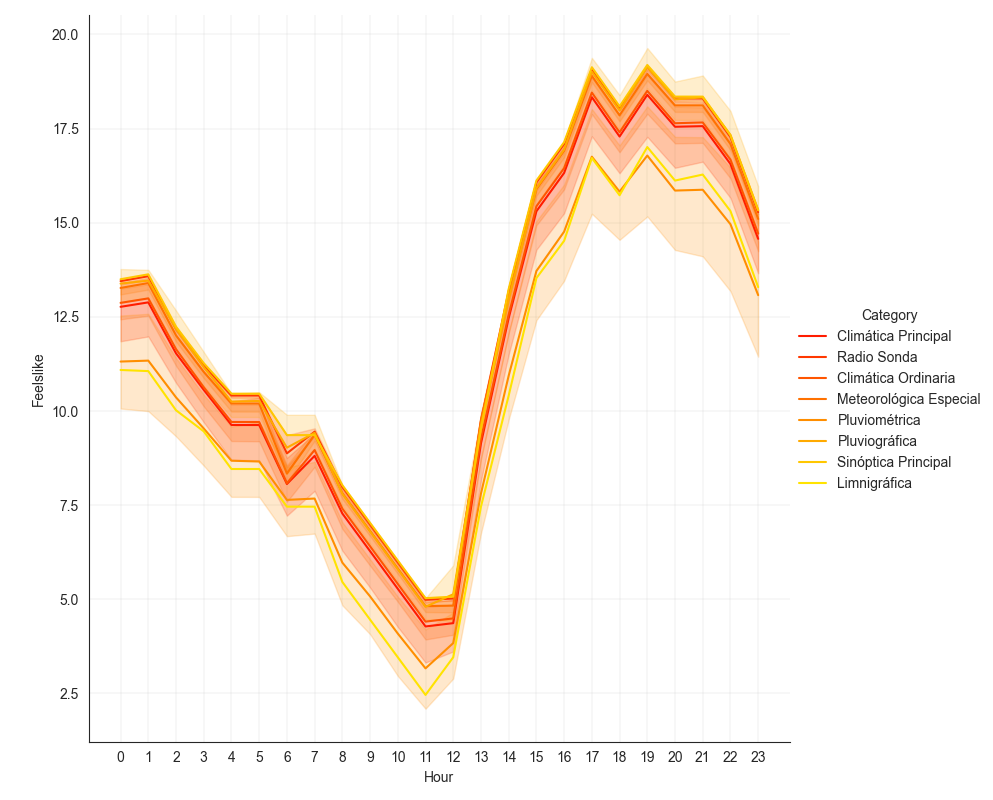 20.0
17.5
15.0
12.5
10.0
7.5
5.0
2.5
Feelslike
0 1 2 3 4 5 6 7 8 9 10 11 12 13 14 15 16 17 18 19 20 21 22 23
Hour
Category
Climática Principal
Radio Sonda
Climática Ordinaria
Meteorológica Especial
Pluviométrica
Pluviográfica
Sinóptica Principal
Limnigráfica